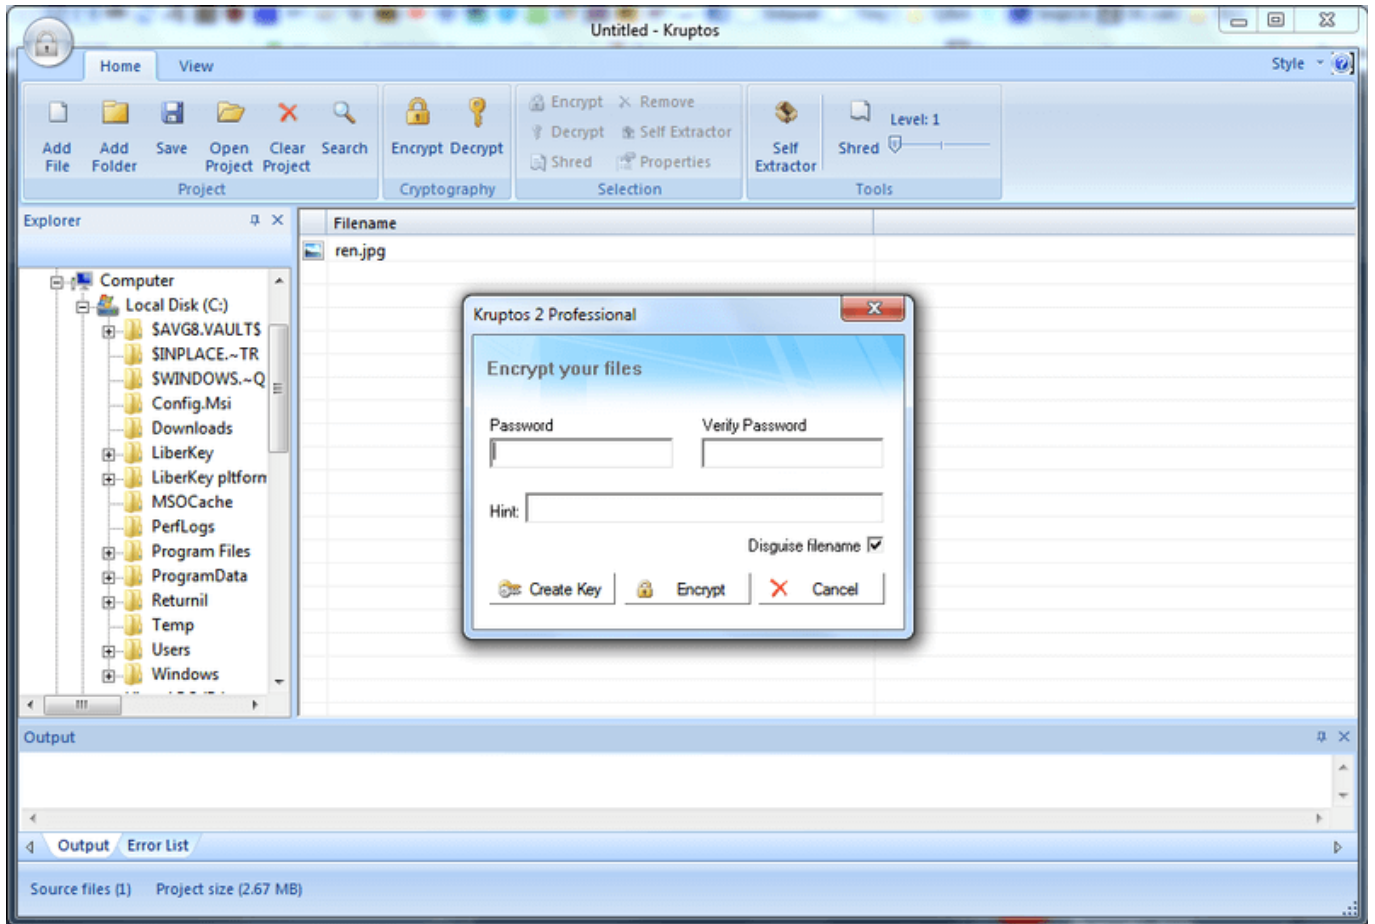 Untitled - Kruptos
Home View Style
Add File
Add Folder
Save
Open Project
Clear Project
Search
Project
Encrypt Decrypt
Cryptography
Encrypt Remove
Decrypt Self Extractor
Shred Properties
Selection
Self Extractor
Shred
Level: 1
Tools
Explorer
Computer
Local Disk (C:)
$AVG8.VAULT$
$INPLACE.~TR
$WINDOWS.~Q
Config.Msi
Downloads
LiberKey
LiberKey pltform
MSOCache
PerfLogs
Program Files
ProgramData
Returnil
Temp
Users
Windows
Filename
ren.jpg
Kruptos 2 Professional
Encrypt your files
Password Verify Password
Hint:
Disguise filename
Create Key Encrypt Cancel
Output
Output Error List
Source files (1) Project size (2.67 MB)